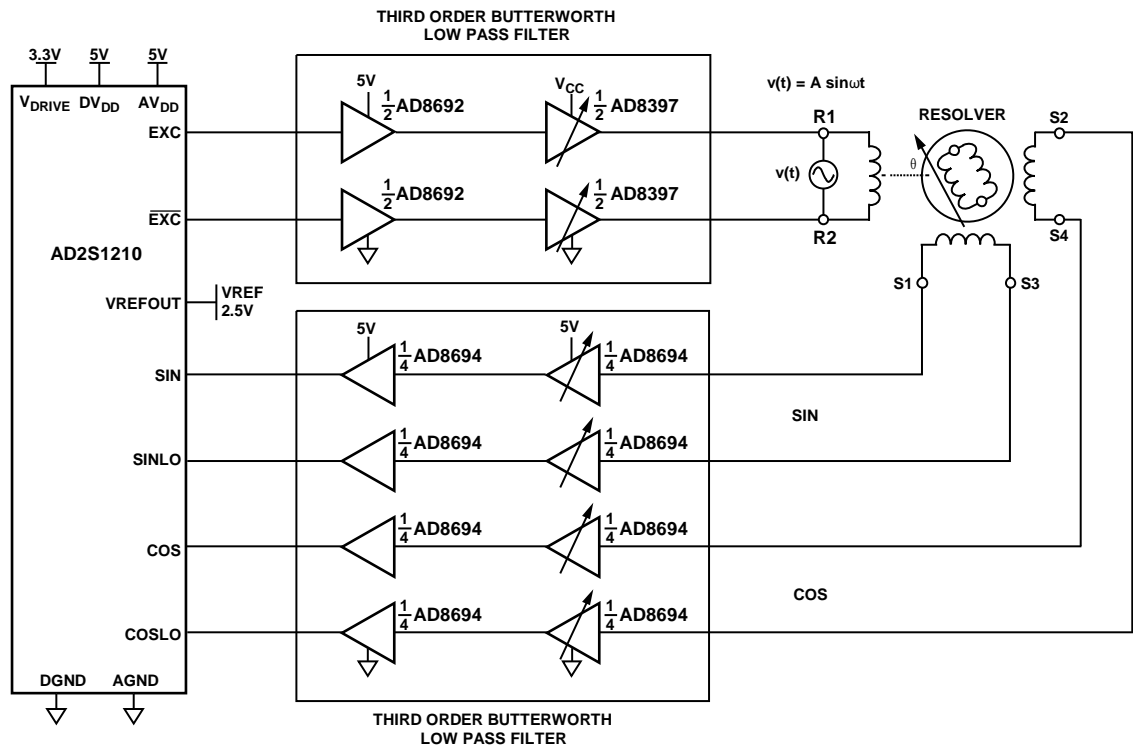 THIRD ORDER BUTTERWORTH
LOW PASS FILTER
3.3V
5V
5V
VDRIVE DVDD AVDD
EXC
EXC
AD2S1210
VREFOUT
VREF
2.5V
SIN
SINLO
COS
COSLO
DGND AGND
5V
1/2 AD8692
VCC
1/2 AD8397
1/2 AD8692
1/2 AD8397
v(t) = A sinωt
R1
v(t)
R2
θ
RESOLVER
S2
S4
S1
S3
5V
1/4 AD8694
5V
1/4 AD8694
SIN
1/4 AD8694
1/4 AD8694
1/4 AD8694
1/4 AD8694
COS
1/4 AD8694
1/4 AD8694
THIRD ORDER BUTTERWORTH
LOW PASS FILTER